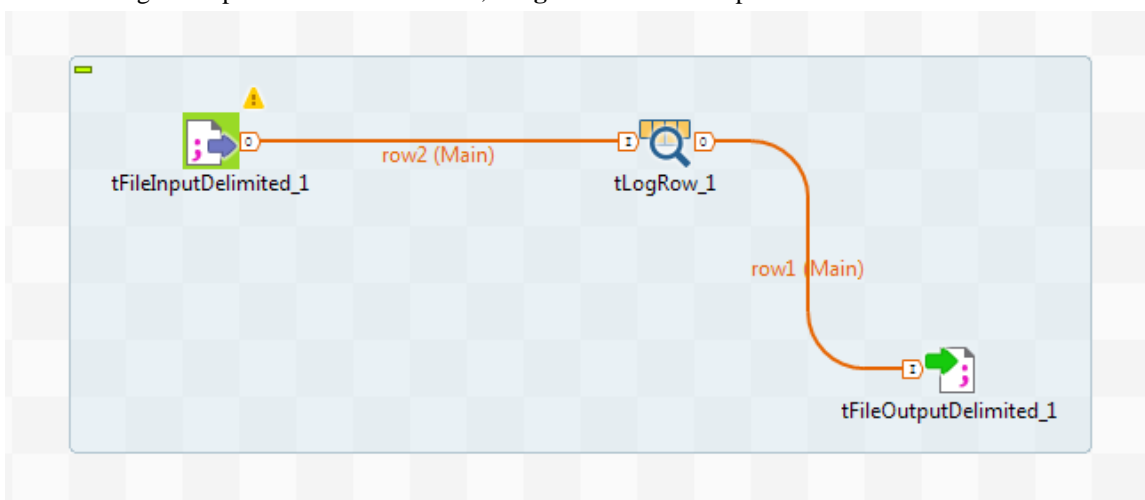 row2 (Main)
tFileInputDelimited_1
tLogRow_1
row1 (Main)
tFileOutputDelimited_1